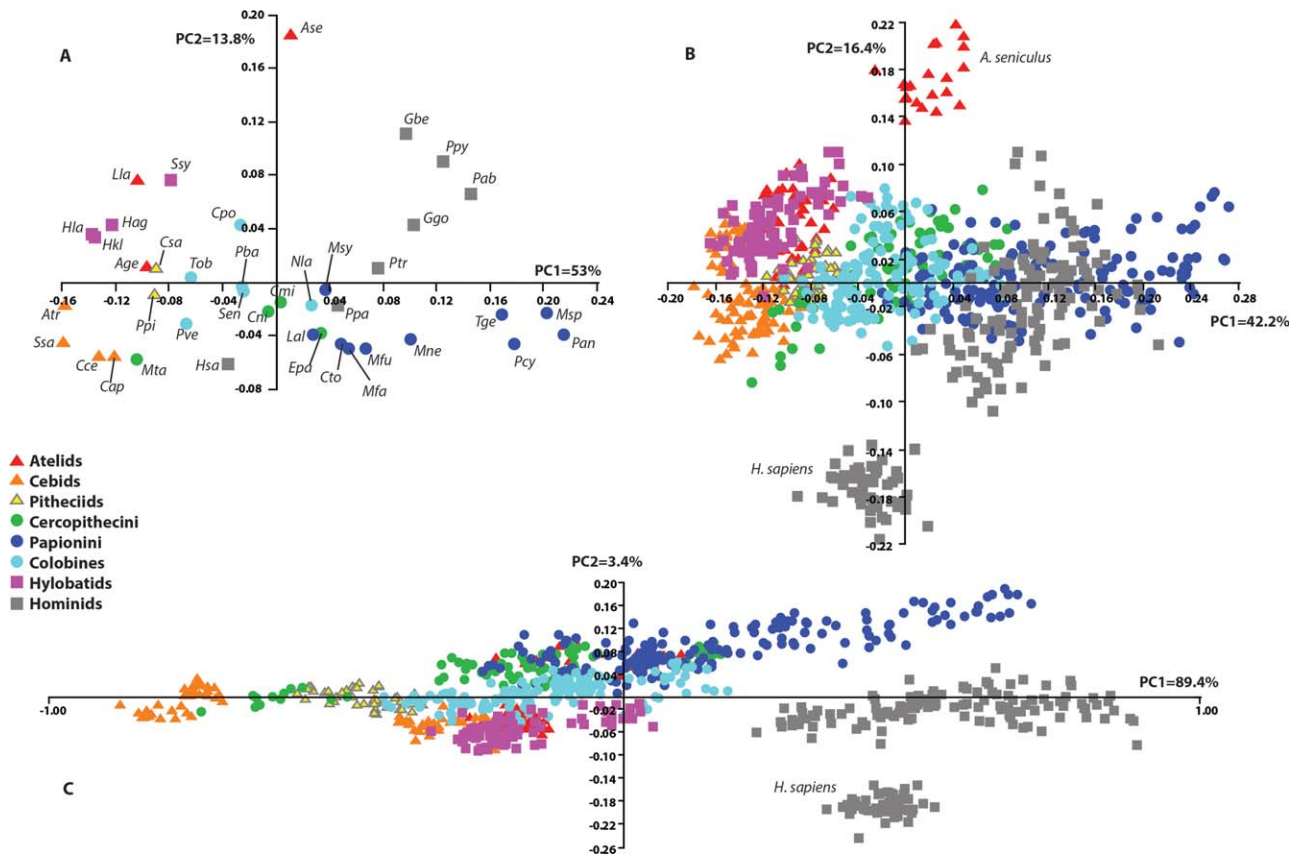 A
PC2=13.8%
0.20
0.16
0.12
0.08
0.04
-0.04
-0.08
-0.16
-0.12
-0.08
-0.04
0.04
0.08
0.12
0.16
0.20
0.24
PC1=53%
Ase
Gbe
Ppy
Pab
Ggo
Ptr
Lla
Ssy
Hla
Hag
Hkl
Csa
Age
Cpo
Tob
Pba
Nla
Msy
Cmi
Atr
Ppi
Pve
Sen
Cni
Ppa
Ssa
Cce
Cap
Mta
Hsa
Lal
Epa
Cto
Mfa
Mfu
Mne
Tge
Msp
Pcy
Pan
B
PC2=16.4%
0.22
0.18
0.14
0.10
0.06
0.02
-0.02
-0.06
-0.10
-0.14
-0.18
-0.22
-0.20
-0.16
-0.12
-0.08
-0.04
0.04
0.08
0.12
0.16
0.20
0.24
0.28
PC1=42.2%
A. seniculus
H. sapiens
Atelids
Cebids
Pitheciids
Cercopithecini
Papionini
Colobines
Hylobatids
Hominids
C
PC2=3.4%
0.20
0.16
0.12
0.08
0.04
-0.02
-0.06
-0.10
-0.14
-0.18
-0.22
-0.26
-1.00
1.00
PC1=89.4%
H. sapiens